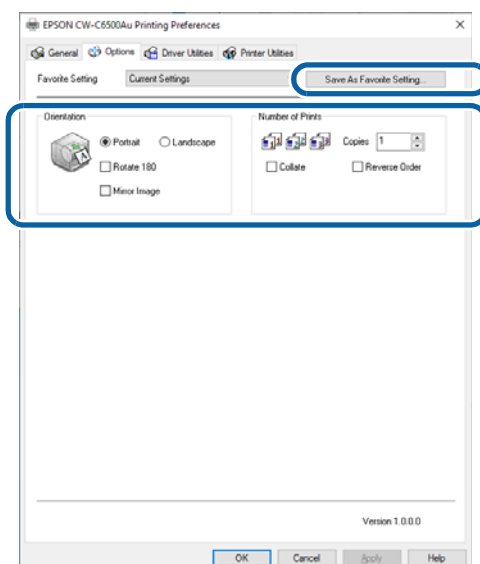 EPSON CW-C6500Au Printing Preferences
General Options Driver Utilities Printer Utilities
Favorite Setting Current Settings Save As Favorite Setting...
Orientation Number of Prints
Portrait Landscape Copies 1
Rotate 180 Collate Reverse Order
Mirror Image
Version 1.0.0.0
OK Cancel Apply Help